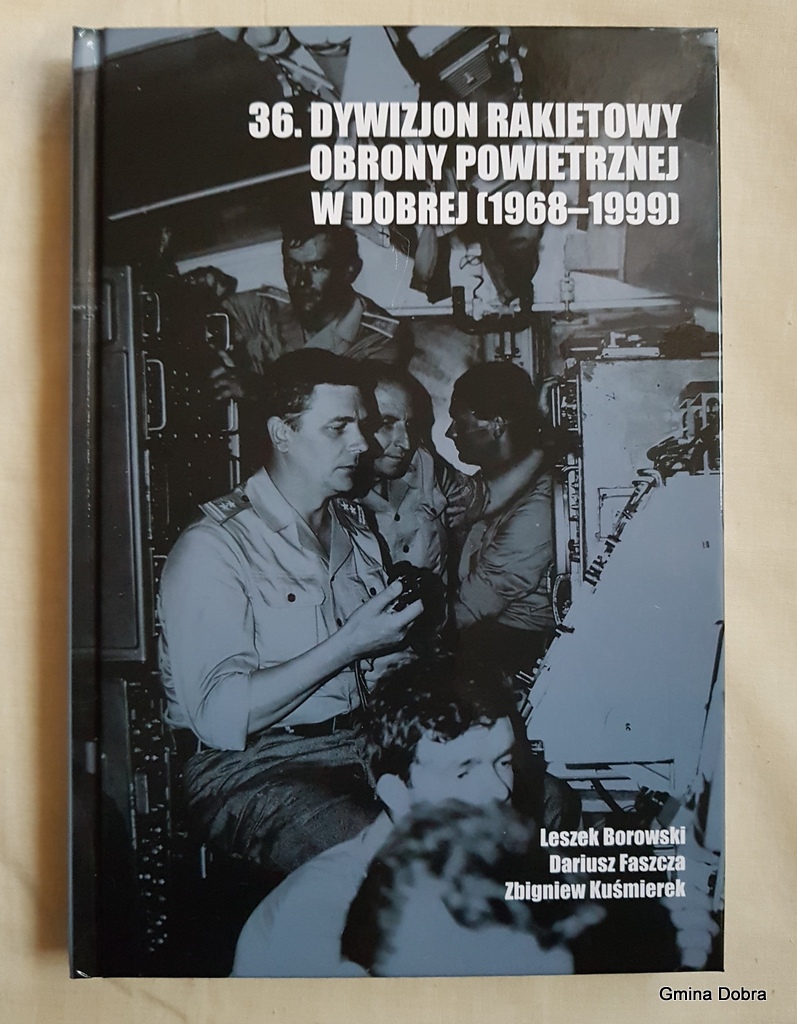 36. DYWIZJON RAKIETOWY
OBRONY POWIETRZNEJ
W DOBREJ (1968–1999)
Leszek Borowski
Dariusz Faszcza
Zbigniew Kuśmierek
Gmina Dobra